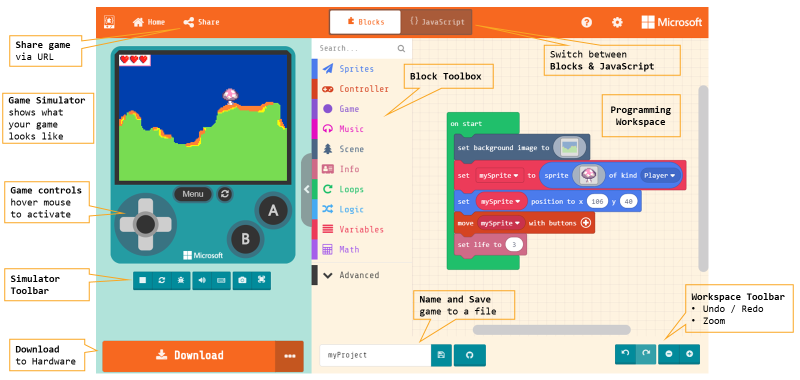 Home
Share
Blocks
{ } JavaScript
Microsoft
Share game
via URL
Switch between
Blocks & JavaScript
Search...
Block Toolbox
Programming
Workspace
Game Simulator
shows what
your game
looks like
Sprites
Controller
Game
Music
Scene
Info
Loops
Logic
Variables
Math
Advanced
on start
set background image to
set mySprite to sprite of kind Player
set mySprite position to x 106 y 40
move mySprite with buttons
set life to 3
Game controls
hover mouse
to activate
Menu
A
B
Microsoft
Simulator
Toolbar
Name and Save
game to a file
Workspace Toolbar
• Undo / Redo
• Zoom
Download
to Hardware
Download
myProject